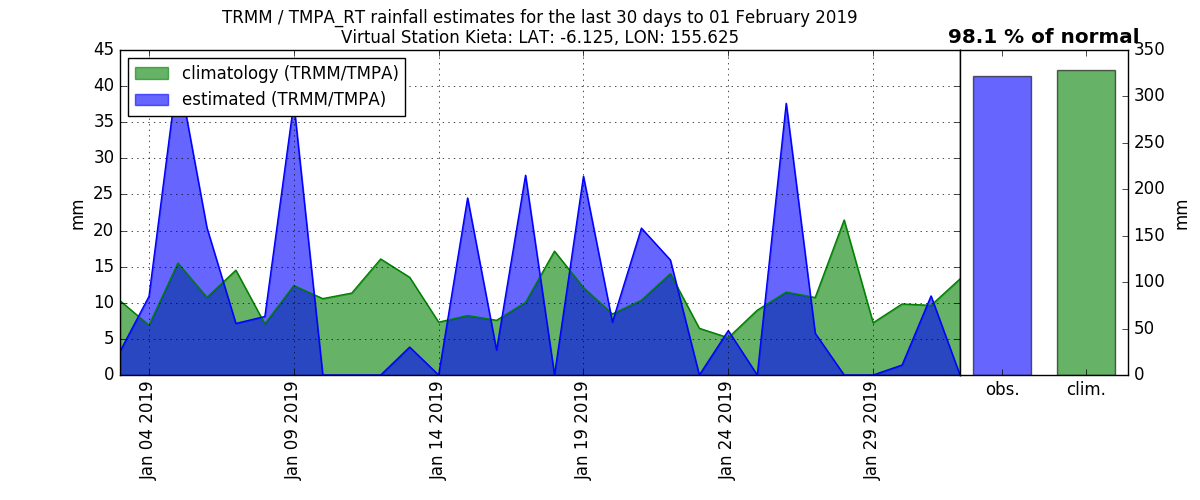 TRMM / TMPA_RT rainfall estimates for the last 30 days to 01 February 2019
Virtual Station Kieta: LAT: -6.125, LON: 155.625
98.1 % of normal
climatology (TRMM/TMPA)
estimated (TRMM/TMPA)
mm
45
40
35
30
25
20
15
10
5
0
Jan 04 2019
Jan 09 2019
Jan 14 2019
Jan 19 2019
Jan 24 2019
Jan 29 2019
obs.
clim.
350
300
250
200
150
100
50
0
mm